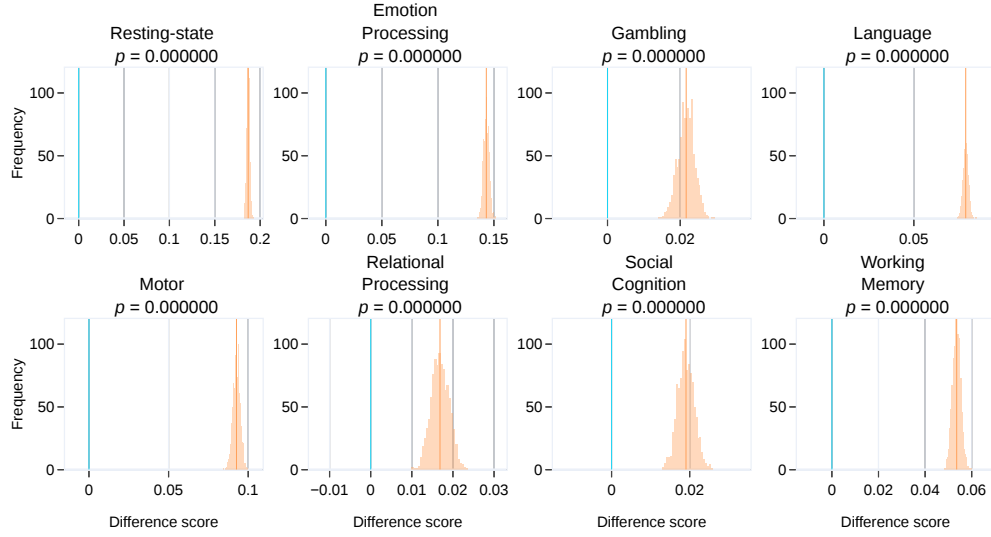 Resting-state
p = 0.000000
Emotion
Processing
p = 0.000000
Gambling
p = 0.000000
Language
p = 0.000000
Frequency
100
50
0
0 0.05 0.1 0.15 0.2
100
50
0
0 0.05 0.1 0.15
100
50
0
0 0.02
100
50
0
0 0.05
Motor
p = 0.000000
Relational
Processing
p = 0.000000
Social
Cognition
p = 0.000000
Working
Memory
p = 0.000000
Frequency
100
50
0
0 0.05 0.1
Difference score
100
50
0
−0.01 0 0.01 0.02 0.03
Difference score
100
50
0
0 0.02
Difference score
100
50
0
0 0.02 0.04 0.06
Difference score